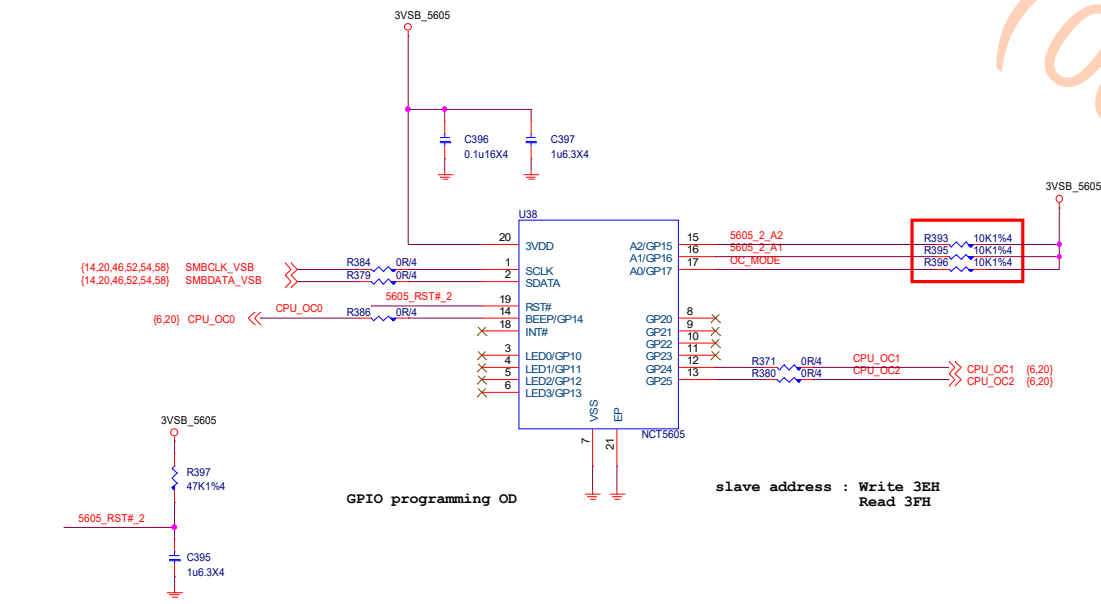 3VSB_5605
C396
0.1u16X4
C397
1u6.3X4
3VSB_5605
U38
20
3VDD
A2/GP15
15
5605_2_A2
R393
10K1%4
A1/GP16
16
5605_2_A1
R395
10K1%4
A0/GP17
17
OC_MODE
R396
10K1%4
{14,20,46,52,54,58}
SMBCLK_VSB
R384
0R/4
1
SCLK
{14,20,46,52,54,58}
SMBDATA_VSB
R379
0R/4
2
SDATA
5605_RST#_2
19
RST#
{6,20}
CPU_OC0
CPU_OC0
R386
0R/4
14
BEEP/GP14
18
INT#
GP20
8
GP21
9
GP22
10
GP23
11
3
LED0/GP10
4
LED1/GP11
5
LED2/GP12
6
LED3/GP13
GP24
12
R371
0R/4
CPU_OC1
CPU_OC1
{6,20}
GP25
13
R380
0R/4
CPU_OC2
CPU_OC2
{6,20}
VSS
EP
7
21
NCT5605
3VSB_5605
R397
47K1%4
5605_RST#_2
C395
1u6.3X4
GPIO programming OD
slave address : Write 3EH
Read 3FH